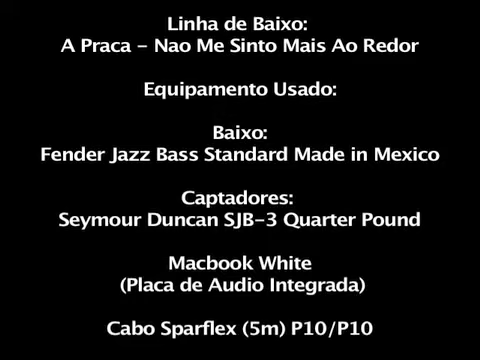 Linha de Baixo:
A Praca - Nao Me Sinto Mais Ao Redor
Equipamento Usado:
Baixo:
Fender Jazz Bass Standard Made in Mexico
Captadores:
Seymour Duncan SJB-3 Quarter Pound
Macbook White
(Placa de Audio Integrada)
Cabo Sparflex (5m) P10/P10